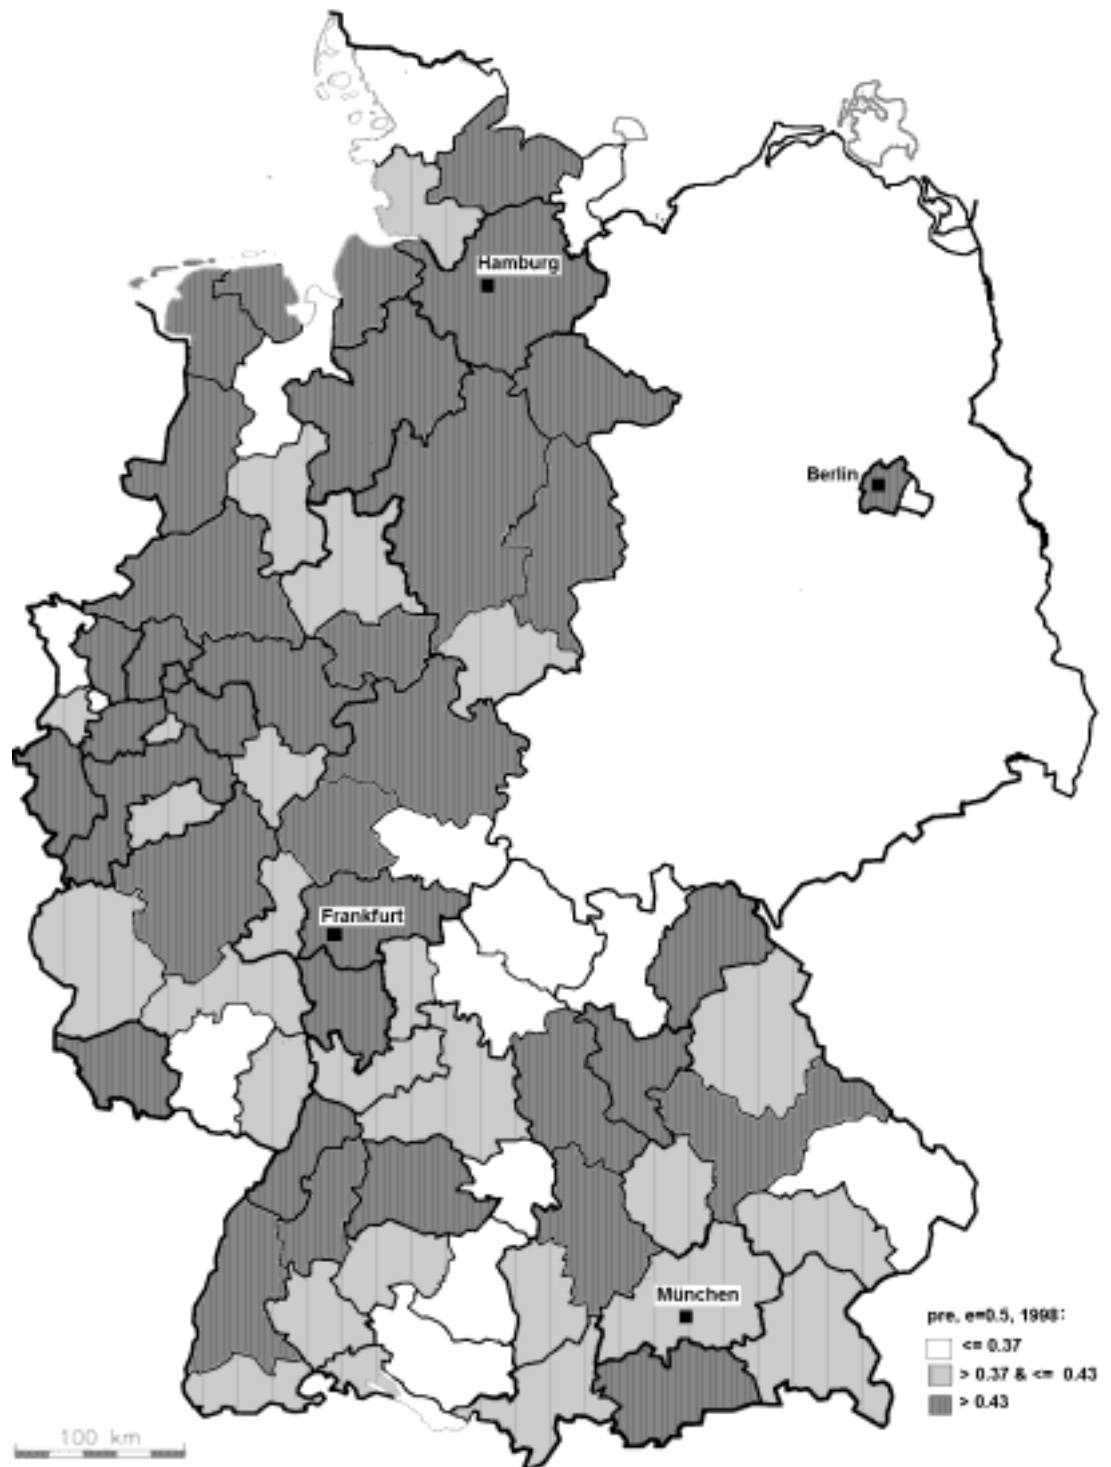 Hamburg
Berlin
Frankfurt
München
pre, e=0.5, 1998:
<= 0.37
> 0.37 & <= 0.43
> 0.43
100 km